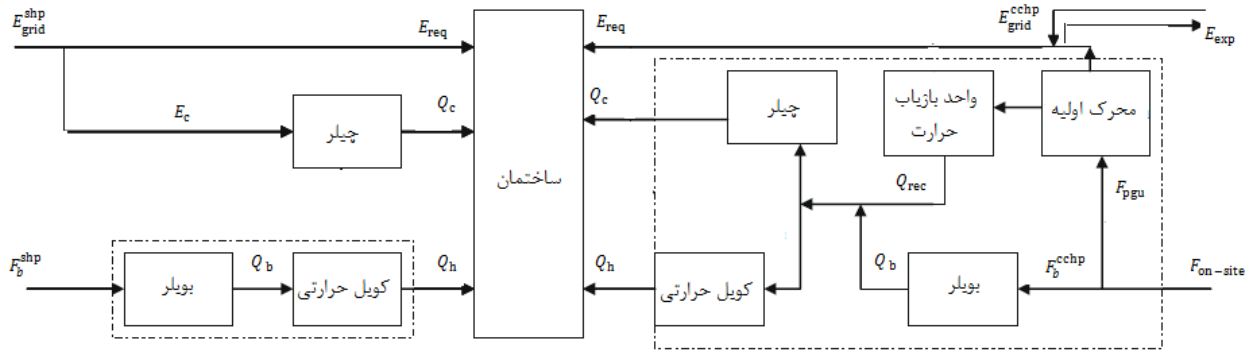 E_grid^shp
E_req
E_req
E_grid^cchp
E_exp
E_c
چیلر
Q_c
ساختمان
Q_c
چیلر
واحد بازیاب
حرارت
محرک اولیه
Q_rec
F_pgu
F_b^shp
بویلر
Q_b
کویل حرارتی
Q_h
Q_h
کویل حرارتی
Q_b
بویلر
F_b^cchp
F_on-site